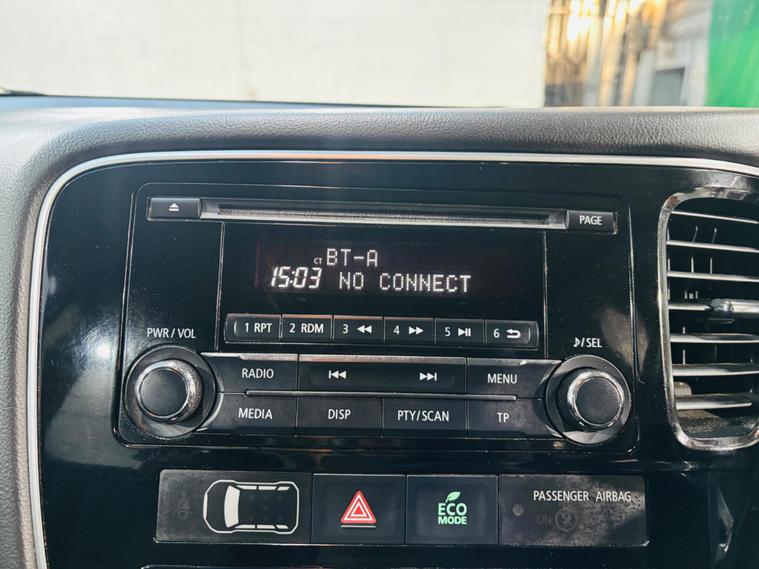 PAGE
CT BT-A
15:03 NO CONNECT
1 RPT 2 RDM 3 4 5 6
PWR/VOL
♪/SEL
RADIO MENU
MEDIA DISP PTY/SCAN TP
ECO
MODE
PASSENGER AIRBAG
ON